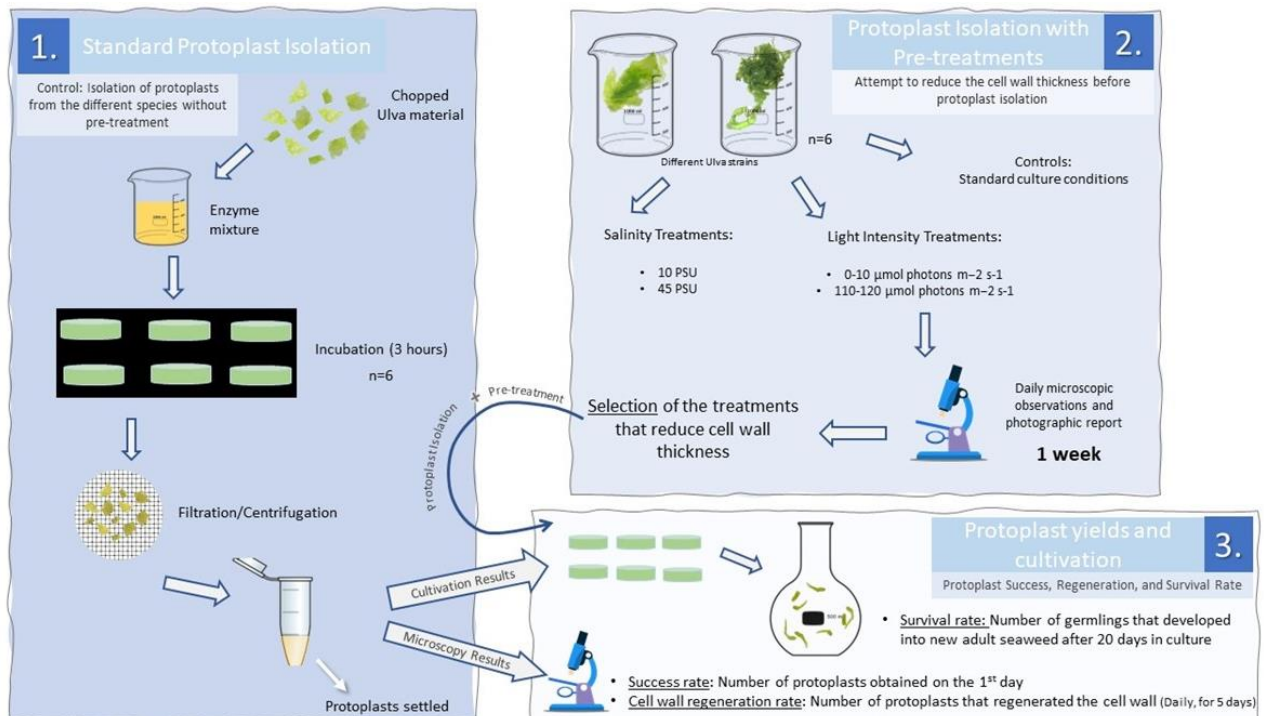 1.
Standard Protoplast Isolation
Control: Isolation of protoplasts
from the different species without
pre-treatment
Chopped
Ulva material
Enzyme
mixture
Incubation (3 hours)
n=6
Filtration/Centrifugation
Protoplasts settled
Protoplast Isolation with
Pre-treatments
2.
Attempt to reduce the cell wall thickness before
protoplast isolation
n=6
Different Ulva strains
Controls:
Standard culture conditions
Salinity Treatments:
• 10 PSU
• 45 PSU
Light Intensity Treatments:
• 0-10 μmol photons m−2 s-1
• 110-120 μmol photons m−2 s-1
Daily microscopic
observations and
photographic report
1 week
Selection of the treatments
that reduce cell wall
thickness
Protoplast Isolation + Pre-treatment
Cultivation Results
Microscopy Results
Protoplast yields and
cultivation
3.
Protoplast Success, Regeneration, and Survival Rate
• Survival rate: Number of germlings that developed
into new adult seaweed after 20 days in culture
• Success rate: Number of protoplasts obtained on the 1st day
• Cell wall regeneration rate: Number of protoplasts that regenerated the cell wall (Daily, for 5 days)